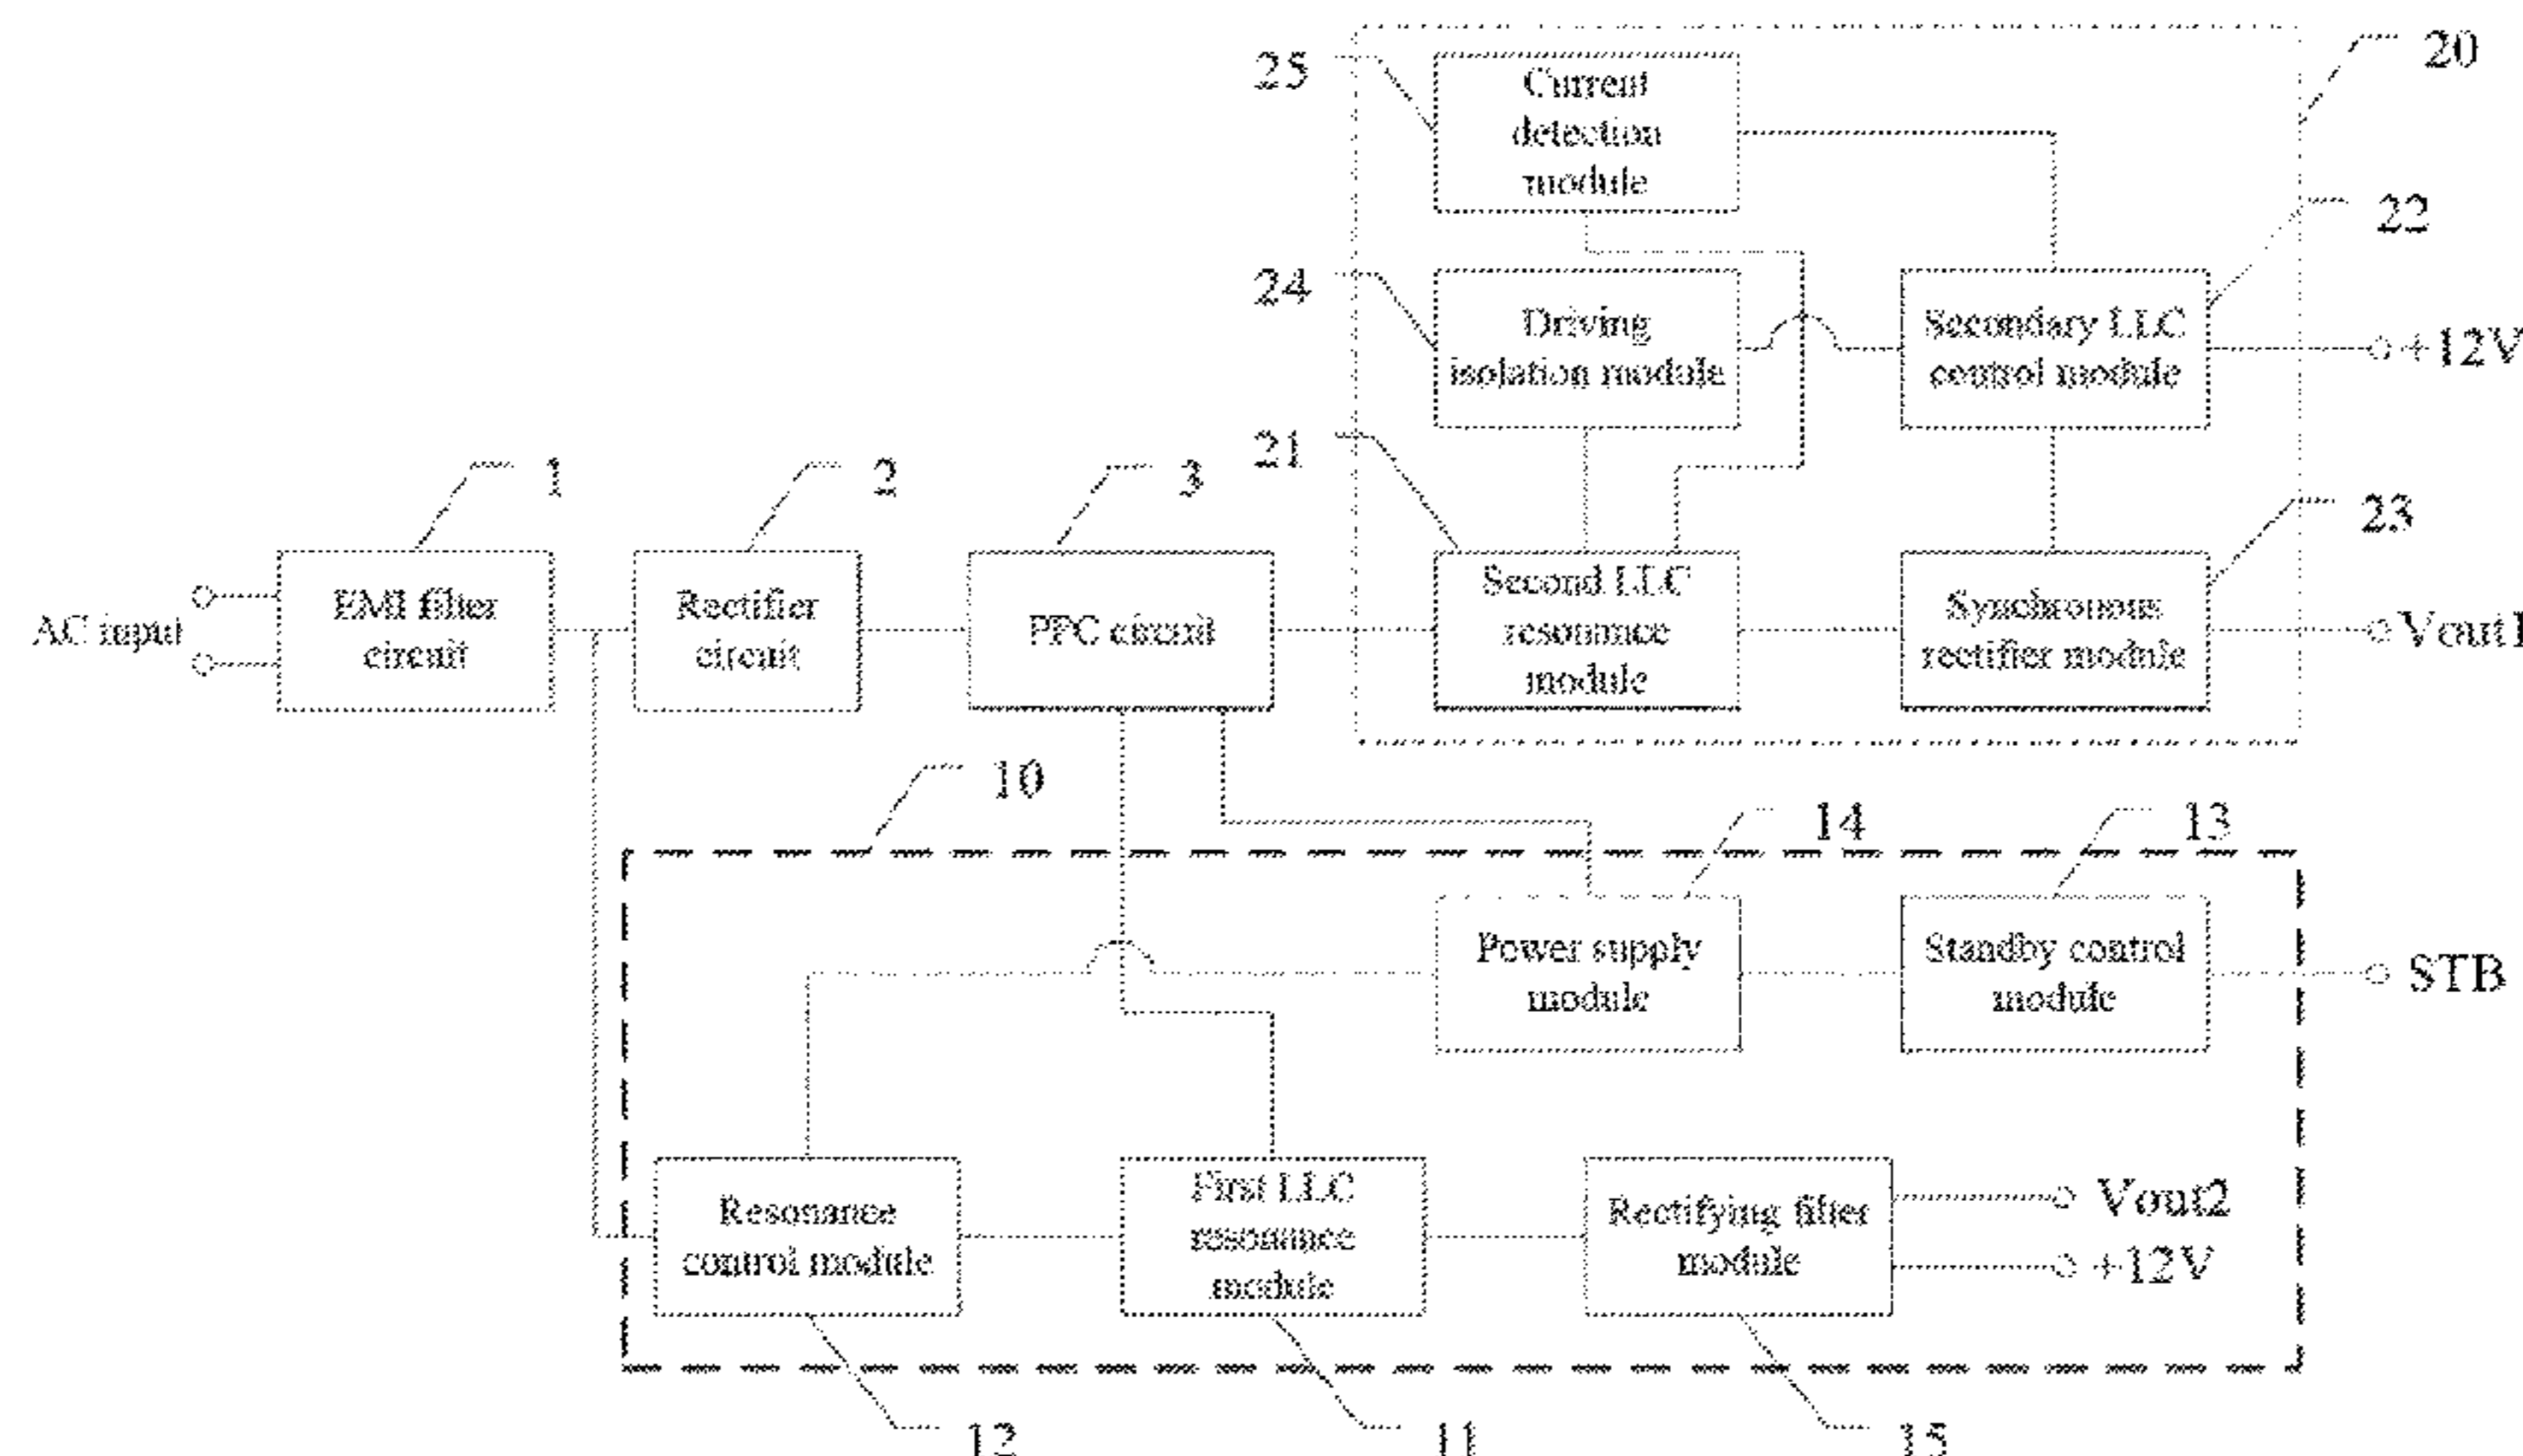 25
Current
detection
module
20
22
24
Driving
isolation module
Secondary LLC
control module
+12V
21
1
2
3
23
AC input
EMI filter
circuit
Rectifier
circuit
PFC circuit
Second LLC
resonance
module
Synchronous
rectifier module
Vout1
10
14
13
Power supply
module
Standby control
module
STB
Resonance
control module
First LLC
resonance
module
Rectifying filter
module
Vout2
+12V
12
11
15